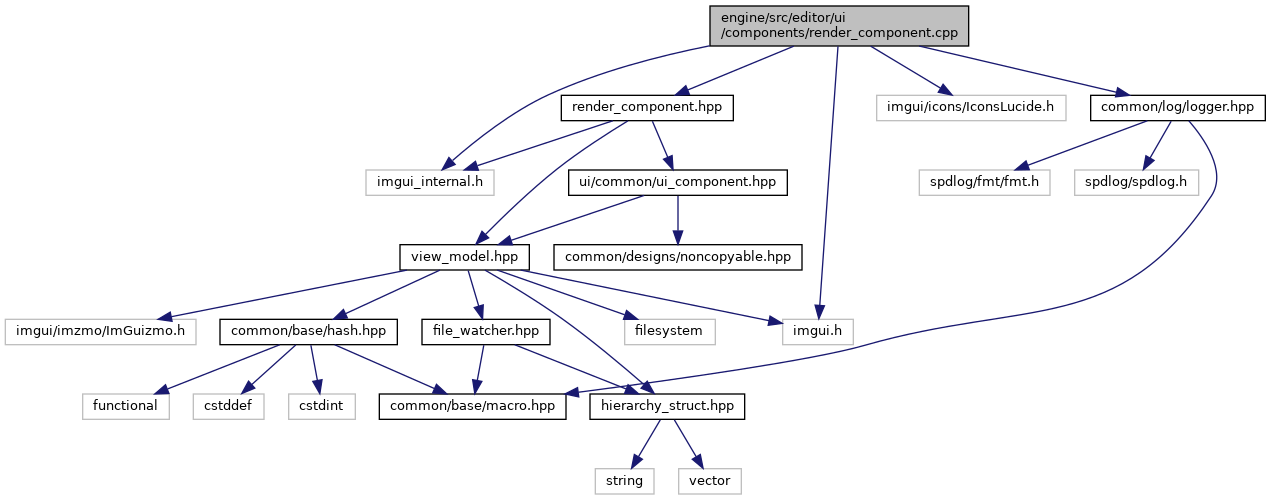 engine/src/editor/ui
/components/render_component.cpp
render_component.hpp
imgui/icons/IconsLucide.h
common/log/logger.hpp
imgui_internal.h
ui/common/ui_component.hpp
spdlog/fmt/fmt.h
spdlog/spdlog.h
view_model.hpp
common/designs/noncopyable.hpp
imgui/imzmo/ImGuizmo.h
common/base/hash.hpp
file_watcher.hpp
filesystem
imgui.h
functional
cstddef
cstdint
common/base/macro.hpp
hierarchy_struct.hpp
string
vector